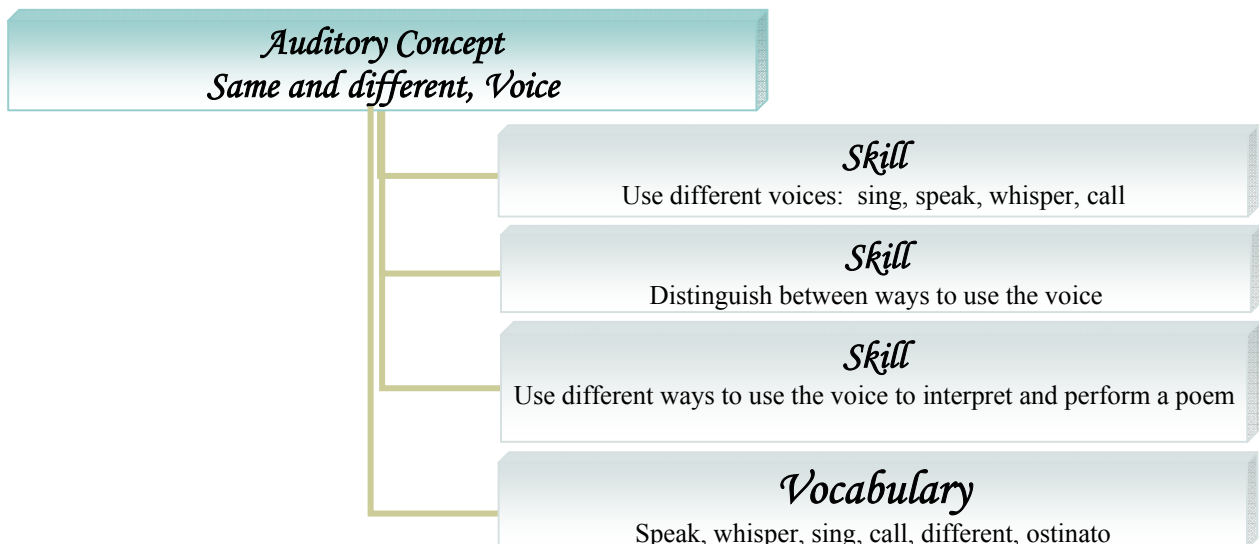 Auditory Concept
Same and different, Voice
Skill
Use different voices:  sing, speak, whisper, call
Skill
Distinguish between ways to use the voice
Skill
Use different ways to use the voice to interpret and perform a poem
Vocabulary
Speak, whisper, sing, call, different, ostinato